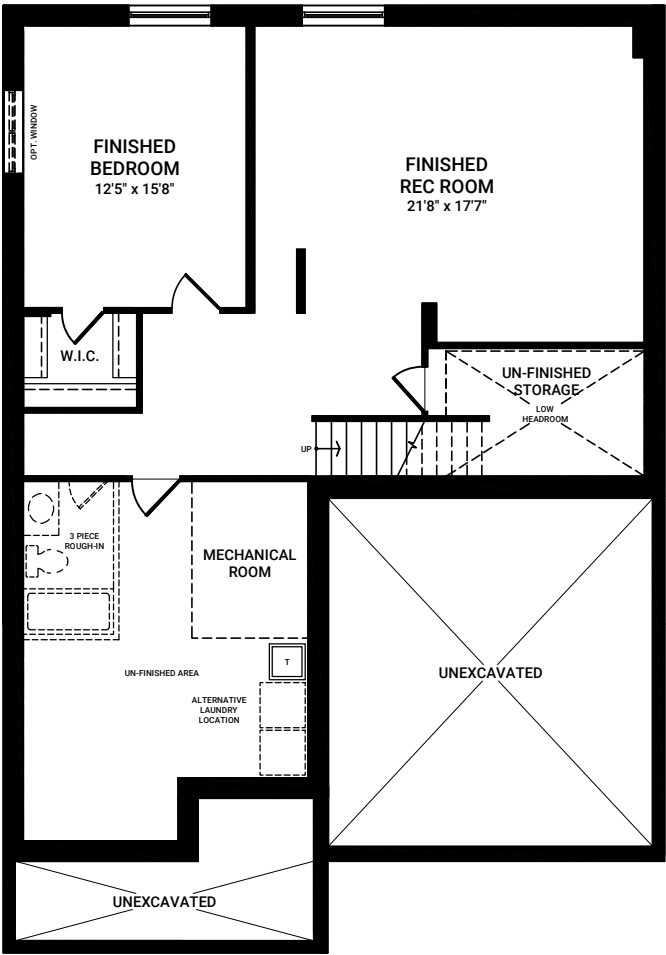 OPT. WINDOW
FINISHED
BEDROOM
12'5" x 15'8"
FINISHED
REC ROOM
21'8" x 17'7"
W.I.C.
UN-FINISHED
STORAGE
LOW
HEADROOM
UP
3 PIECE
ROUGH-IN
MECHANICAL
ROOM
T
UN-FINISHED AREA
ALTERNATIVE
LAUNDRY
LOCATION
UNEXCAVATED
UNEXCAVATED